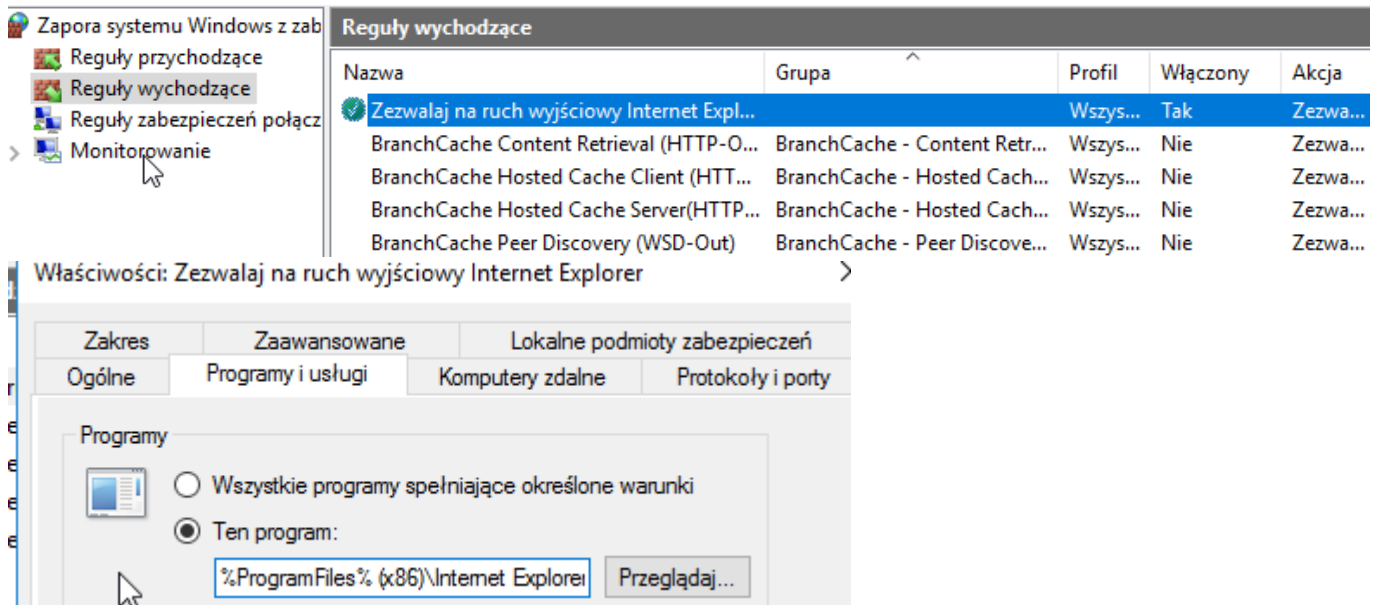 Zapora systemu Windows z zab
Reguły przychodzące
Reguły wychodzące
Reguły zabezpieczeń połącz
Monitorowanie
Reguły wychodzące
Nazwa Grupa Profil Włączony Akcja
Zezwalaj na ruch wyjściowy Internet Expl... Wszys... Tak Zezwa...
BranchCache Content Retrieval (HTTP-O... BranchCache - Content Retr... Wszys... Nie Zezwa...
BranchCache Hosted Cache Client (HTT... BranchCache - Hosted Cach... Wszys... Nie Zezwa...
BranchCache Hosted Cache Server(HTTP... BranchCache - Hosted Cach... Wszys... Nie Zezwa...
BranchCache Peer Discovery (WSD-Out) BranchCache - Peer Discove... Wszys... Nie Zezwa...
Właściwości: Zezwalaj na ruch wyjściowy Internet Explorer
Zakres Zaawansowane Lokalne podmioty zabezpieczeń
Ogólne Programy i usługi Komputery zdalne Protokoły i porty
Programy
Wszystkie programy spełniające określone warunki
Ten program:
%ProgramFiles% (x86)\Internet Explorer Przeglądaj...